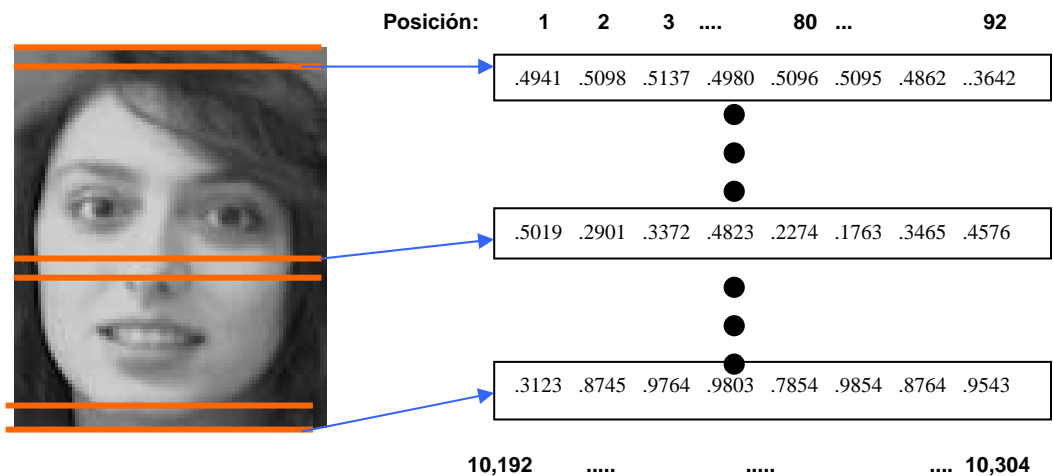 Posición: 1 2 3 .... 80 ... 92
.4941 .5098 .5137 .4980 .5096 .5095 .4862 ..3642
.5019 .2901 .3372 .4823 .2274 .1763 .3465 .4576
.3123 .8745 .9764 .9803 .7854 .9854 .8764 .9543
10,192 ..... ..... .... 10,304